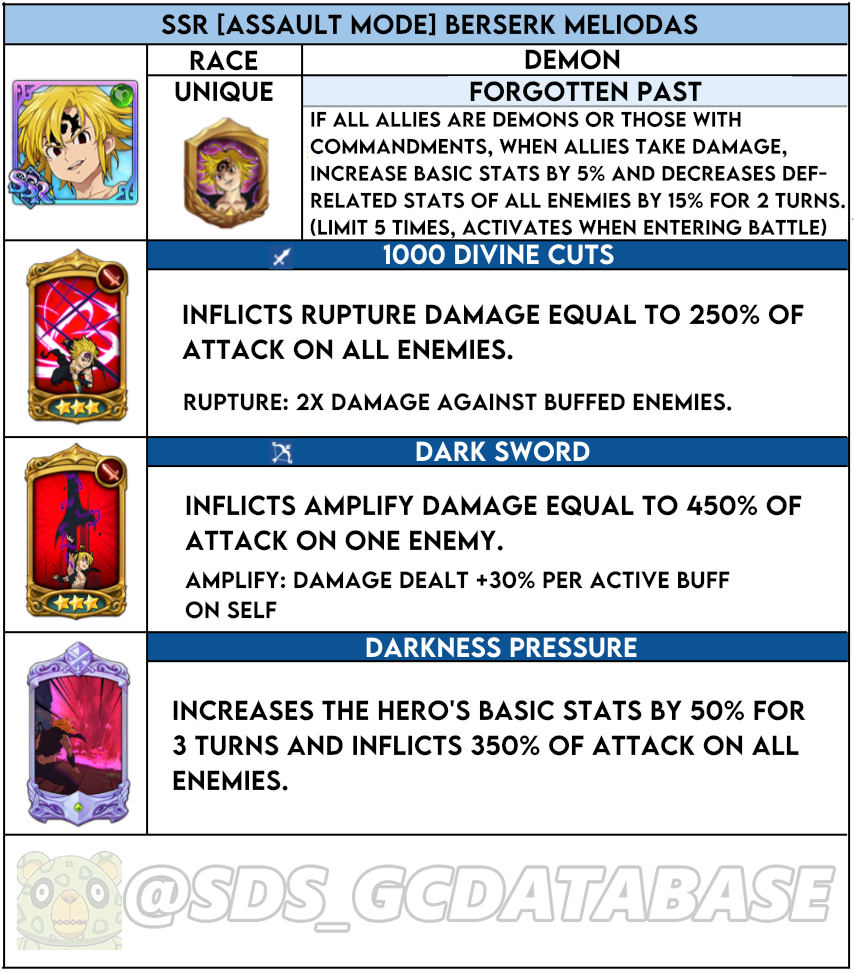 SSR [ASSAULT MODE] BERSERK MELIODAS
RACE
DEMON
UNIQUE
FORGOTTEN PAST
IF ALL ALLIES ARE DEMONS OR THOSE WITH
COMMANDMENTS, WHEN ALLIES TAKE DAMAGE,
INCREASE BASIC STATS BY 5% AND DECREASES DEF-
RELATED STATS OF ALL ENEMIES BY 15% FOR 2 TURNS.
(LIMIT 5 TIMES, ACTIVATES WHEN ENTERING BATTLE)
SSR
1000 DIVINE CUTS
INFLICTS RUPTURE DAMAGE EQUAL TO 250% OF
ATTACK ON ALL ENEMIES.
RUPTURE: 2X DAMAGE AGAINST BUFFED ENEMIES.
DARK SWORD
INFLICTS AMPLIFY DAMAGE EQUAL TO 450% OF
ATTACK ON ONE ENEMY.
AMPLIFY: DAMAGE DEALT +30% PER ACTIVE BUFF
ON SELF
DARKNESS PRESSURE
INCREASES THE HERO'S BASIC STATS BY 50% FOR
3 TURNS AND INFLICTS 350% OF ATTACK ON ALL
ENEMIES.
@SDS_GCDATABASE